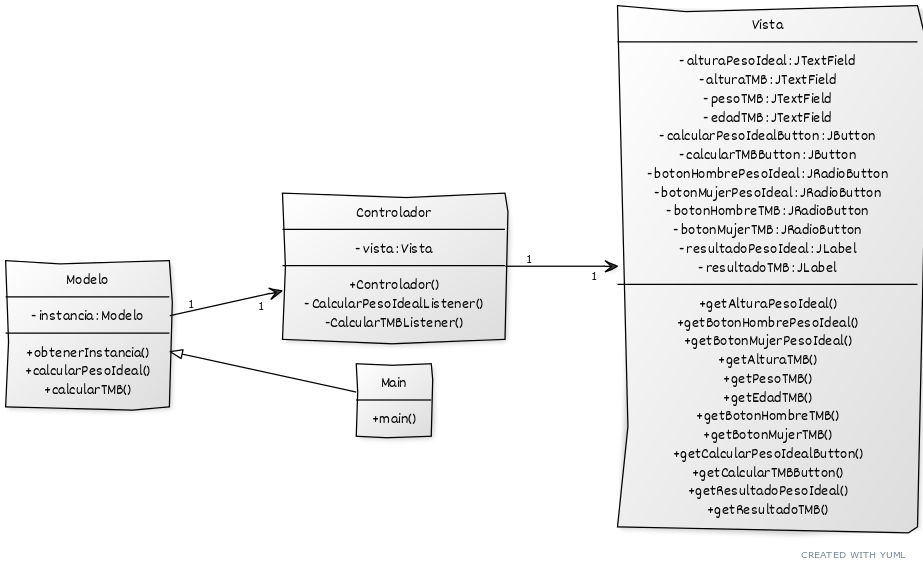 Modelo
- instancia : Modelo
+obtenerInstancia()
+calcularPesoIdeal()
+calcularTMB()
1
1
Controlador
- vista : Vista
+Controlador()
- CalcularPesoIdealListener()
-CalcularTMBListener()
Main
+main()
1
1
Vista
- alturaPesoIdeal : JTextField
- alturaTMB : JTextField
- pesoTMB : JTextField
- edadTMB : JTextField
- calcularPesoIdealButton : JButton
- calcularTMBButton : JButton
- botonHombrePesoIdeal : JRadioButton
- botonMujerPesoIdeal : JRadioButton
- botonHombreTMB : JRadioButton
- botonMujerTMB : JRadioButton
- resultadoPesoIdeal : JLabel
- resultadoTMB : JLabel
+getAlturaPesoIdeal()
+getBotonHombrePesoIdeal()
+getBotonMujerPesoIdeal()
+getAlturaTMB()
+getPesoTMB()
+getEdadTMB()
+getBotonHombreTMB()
+getBotonMujerTMB()
+getCalcularPesoIdealButton()
+getCalcularTMBButton()
+getResultadoPesoIdeal()
+getResultadoTMB()
CREATED WITH YUML